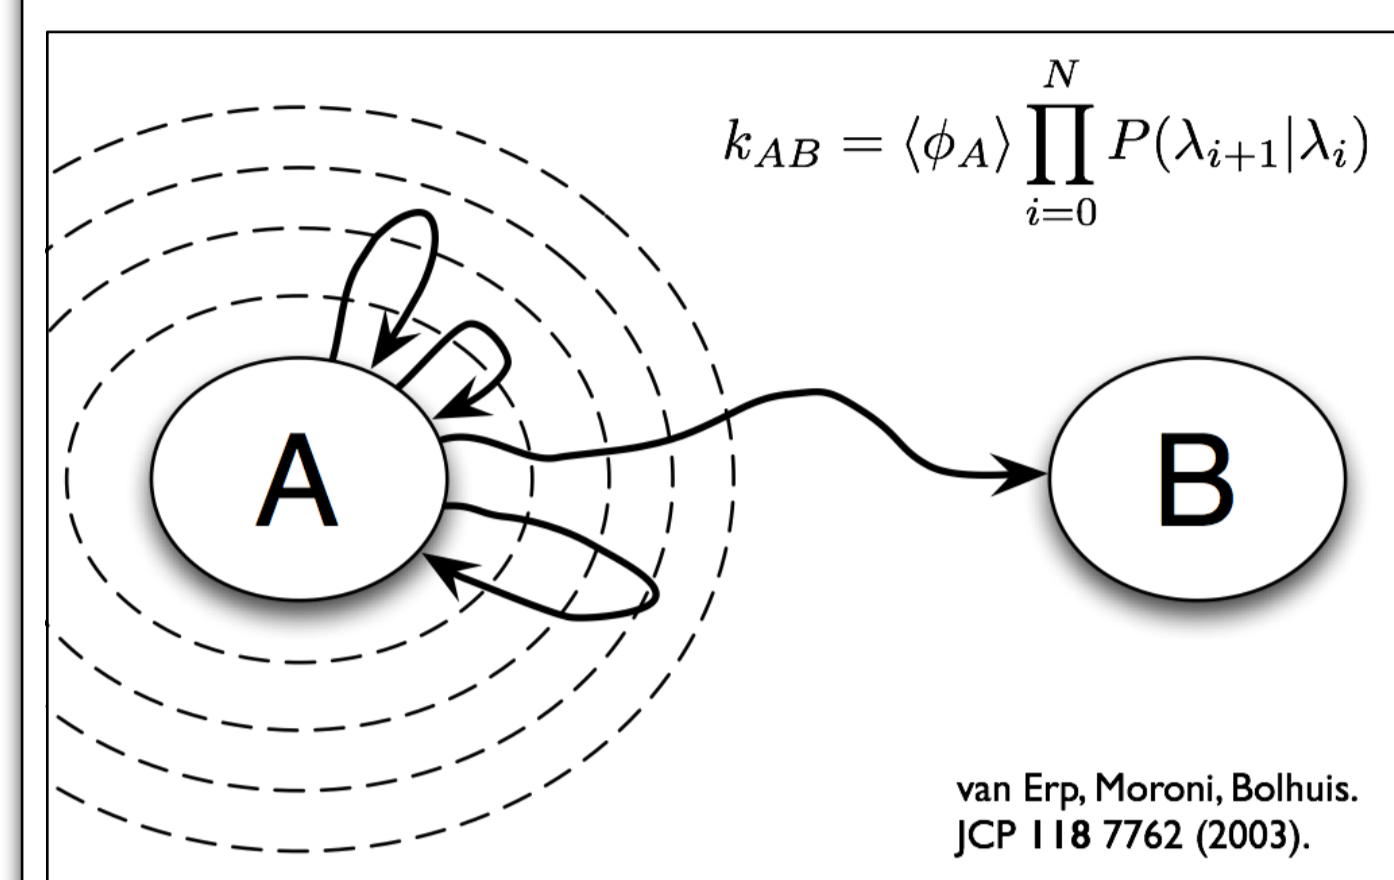 k_{AB} = ⟨ϕ_A⟩ ∏_{i=0}^{N} P(λ_{i+1}|λ_i)
A
B
van Erp, Moroni, Bolhuis.
JCP 118 7762 (2003).